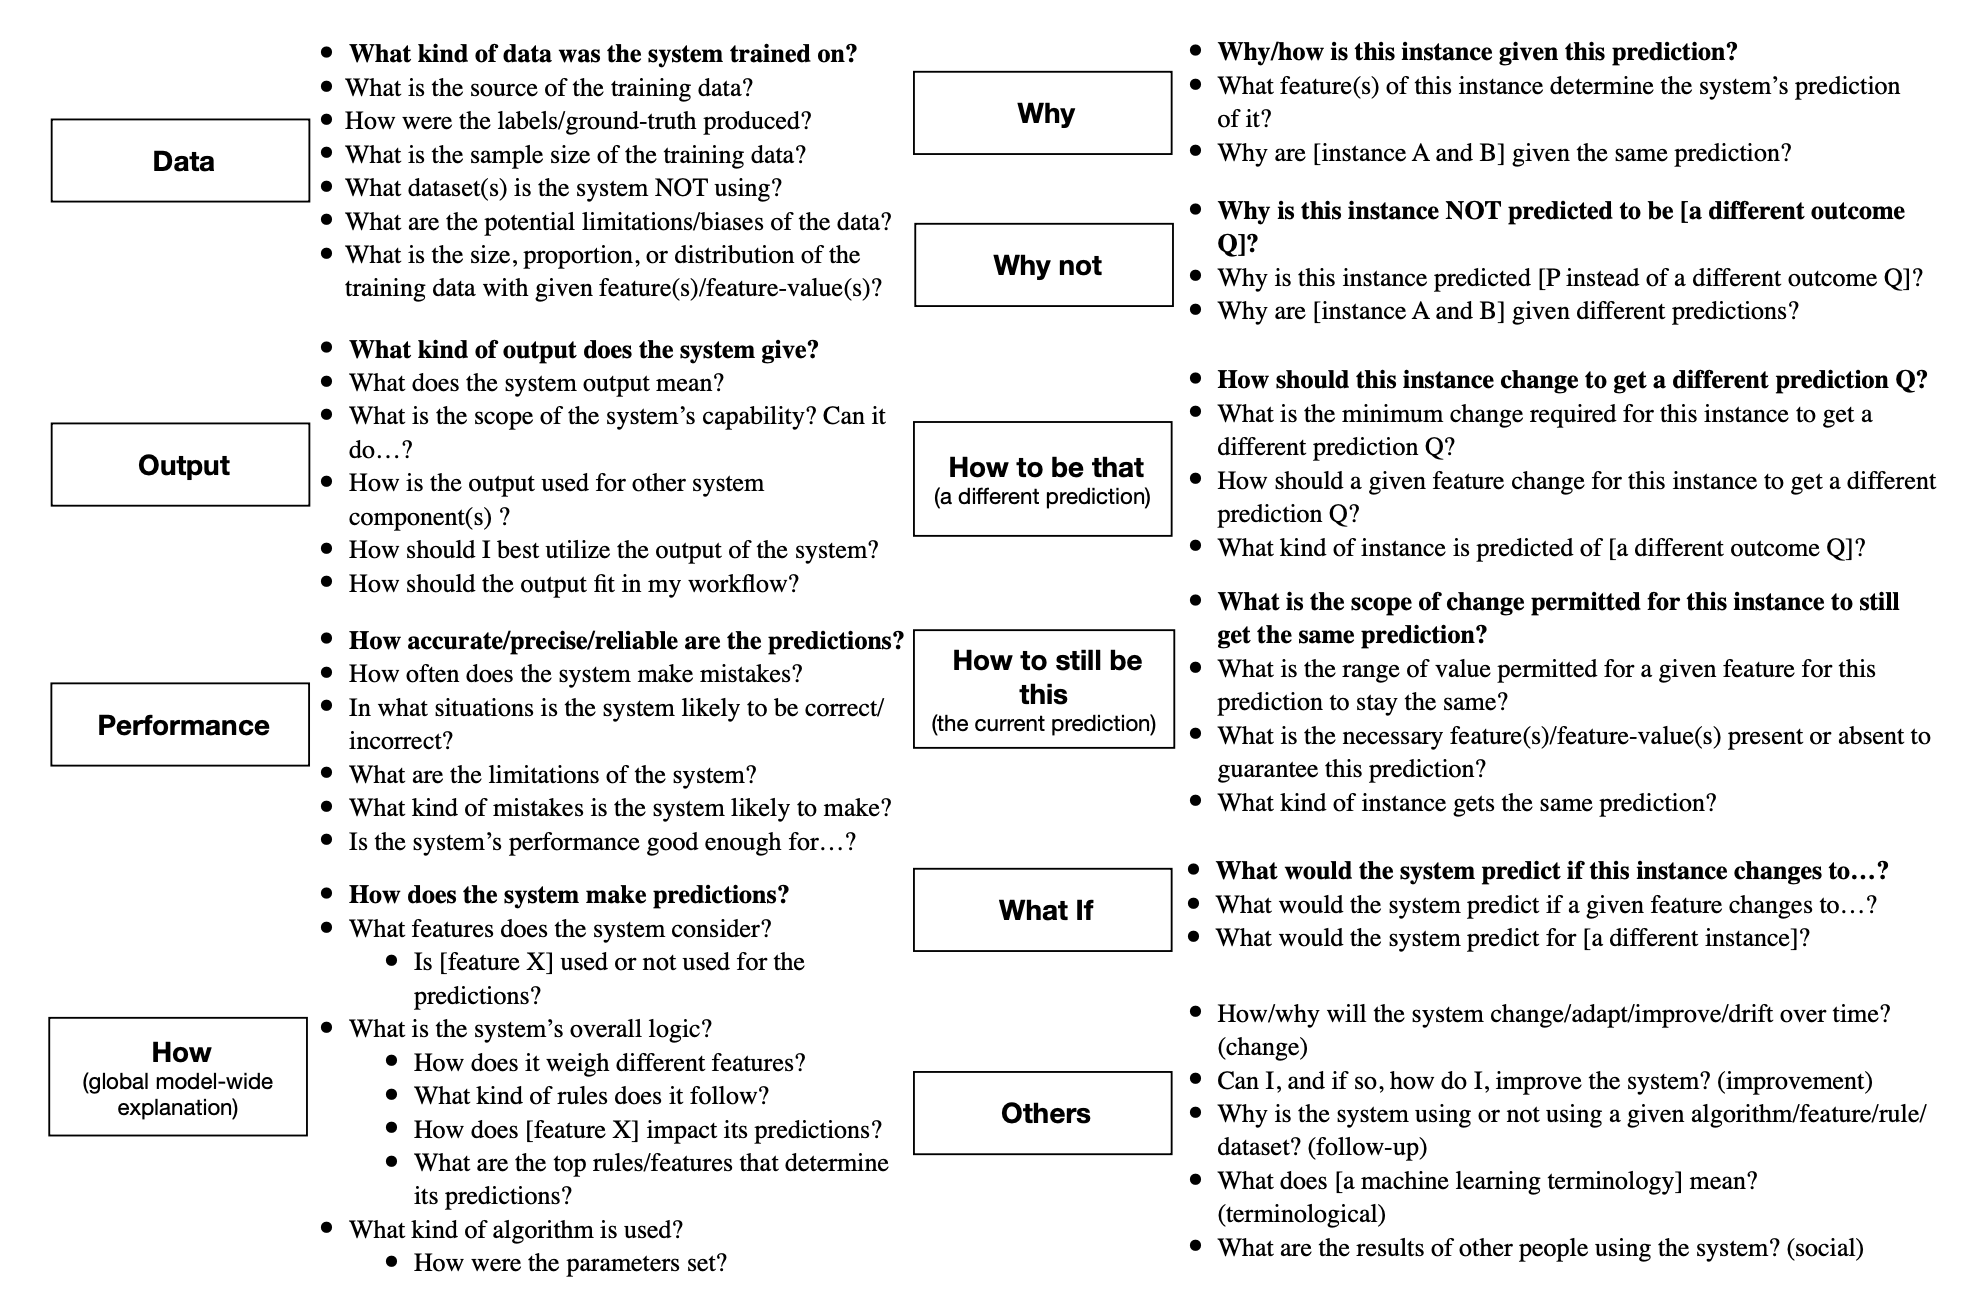 Data
• What kind of data was the system trained on?
• What is the source of the training data?
• How were the labels/ground-truth produced?
• What is the sample size of the training data?
• What dataset(s) is the system NOT using?
• What are the potential limitations/biases of the data?
• What is the size, proportion, or distribution of the
training data with given feature(s)/feature-value(s)?
Output
• What kind of output does the system give?
• What does the system output mean?
• What is the scope of the system’s capability? Can it
do…?
• How is the output used for other system
component(s) ?
• How should I best utilize the output of the system?
• How should the output fit in my workflow?
Performance
• How accurate/precise/reliable are the predictions?
• How often does the system make mistakes?
• In what situations is the system likely to be correct/
incorrect?
• What are the limitations of the system?
• What kind of mistakes is the system likely to make?
• Is the system’s performance good enough for…?
How
(global model-wide
explanation)
• How does the system make predictions?
• What features does the system consider?
• Is [feature X] used or not used for the
predictions?
• What is the system’s overall logic?
• How does it weigh different features?
• What kind of rules does it follow?
• How does [feature X] impact its predictions?
• What are the top rules/features that determine
its predictions?
• What kind of algorithm is used?
• How were the parameters set?
Why
• Why/how is this instance given this prediction?
• What feature(s) of this instance determine the system’s prediction
of it?
• Why are [instance A and B] given the same prediction?
Why not
• Why is this instance NOT predicted to be [a different outcome
Q]?
• Why is this instance predicted [P instead of a different outcome Q]?
• Why are [instance A and B] given different predictions?
How to be that
(a different prediction)
• How should this instance change to get a different prediction Q?
• What is the minimum change required for this instance to get a
different prediction Q?
• How should a given feature change for this instance to get a different
prediction Q?
• What kind of instance is predicted of [a different outcome Q]?
How to still be
this
(the current prediction)
• What is the scope of change permitted for this instance to still
get the same prediction?
• What is the range of value permitted for a given feature for this
prediction to stay the same?
• What is the necessary feature(s)/feature-value(s) present or absent to
guarantee this prediction?
• What kind of instance gets the same prediction?
What If
• What would the system predict if this instance changes to…?
• What would the system predict if a given feature changes to…?
• What would the system predict for [a different instance]?
Others
• How/why will the system change/adapt/improve/drift over time?
(change)
• Can I, and if so, how do I, improve the system? (improvement)
• Why is the system using or not using a given algorithm/feature/rule/
dataset? (follow-up)
• What does [a machine learning terminology] mean?
(terminological)
• What are the results of other people using the system? (social)